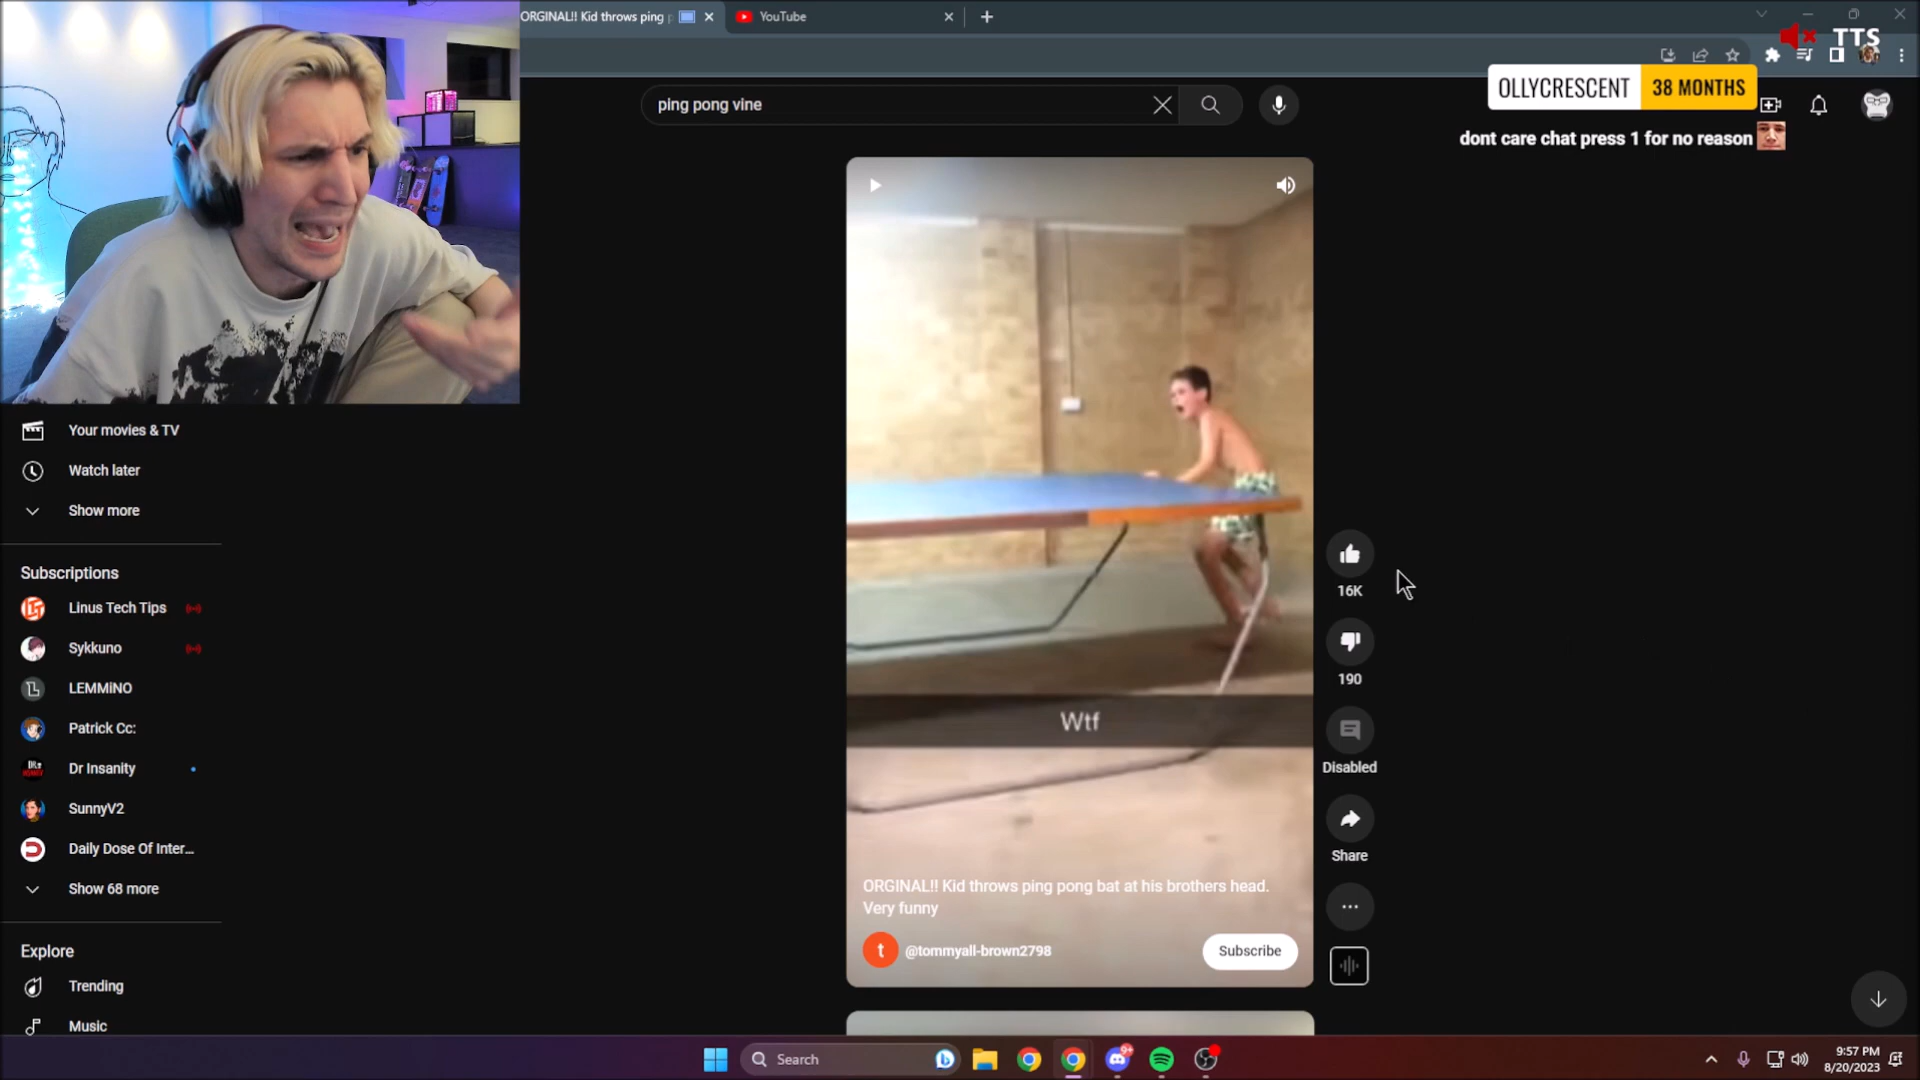 ORGINAL!! Kid throws ping p
YouTube
TTS
ping pong vine
OLLYCRESCENT 38 MONTHS
dont care chat press 1 for no reason
Your movies & TV
Watch later
Show more
Subscriptions
Linus Tech Tips
Sykkuno
LEMMiNO
Patrick Cc:
Dr Insanity
SunnyV2
Daily Dose Of Inter...
Show 68 more
Explore
Trending
Music
Wtf
ORGINAL!! Kid throws ping pong bat at his brothers head.
Very funny
t @tommyall-brown2798
Subscribe
16K
190
Disabled
Share
Search
9+
9:57 PM
8/20/2023